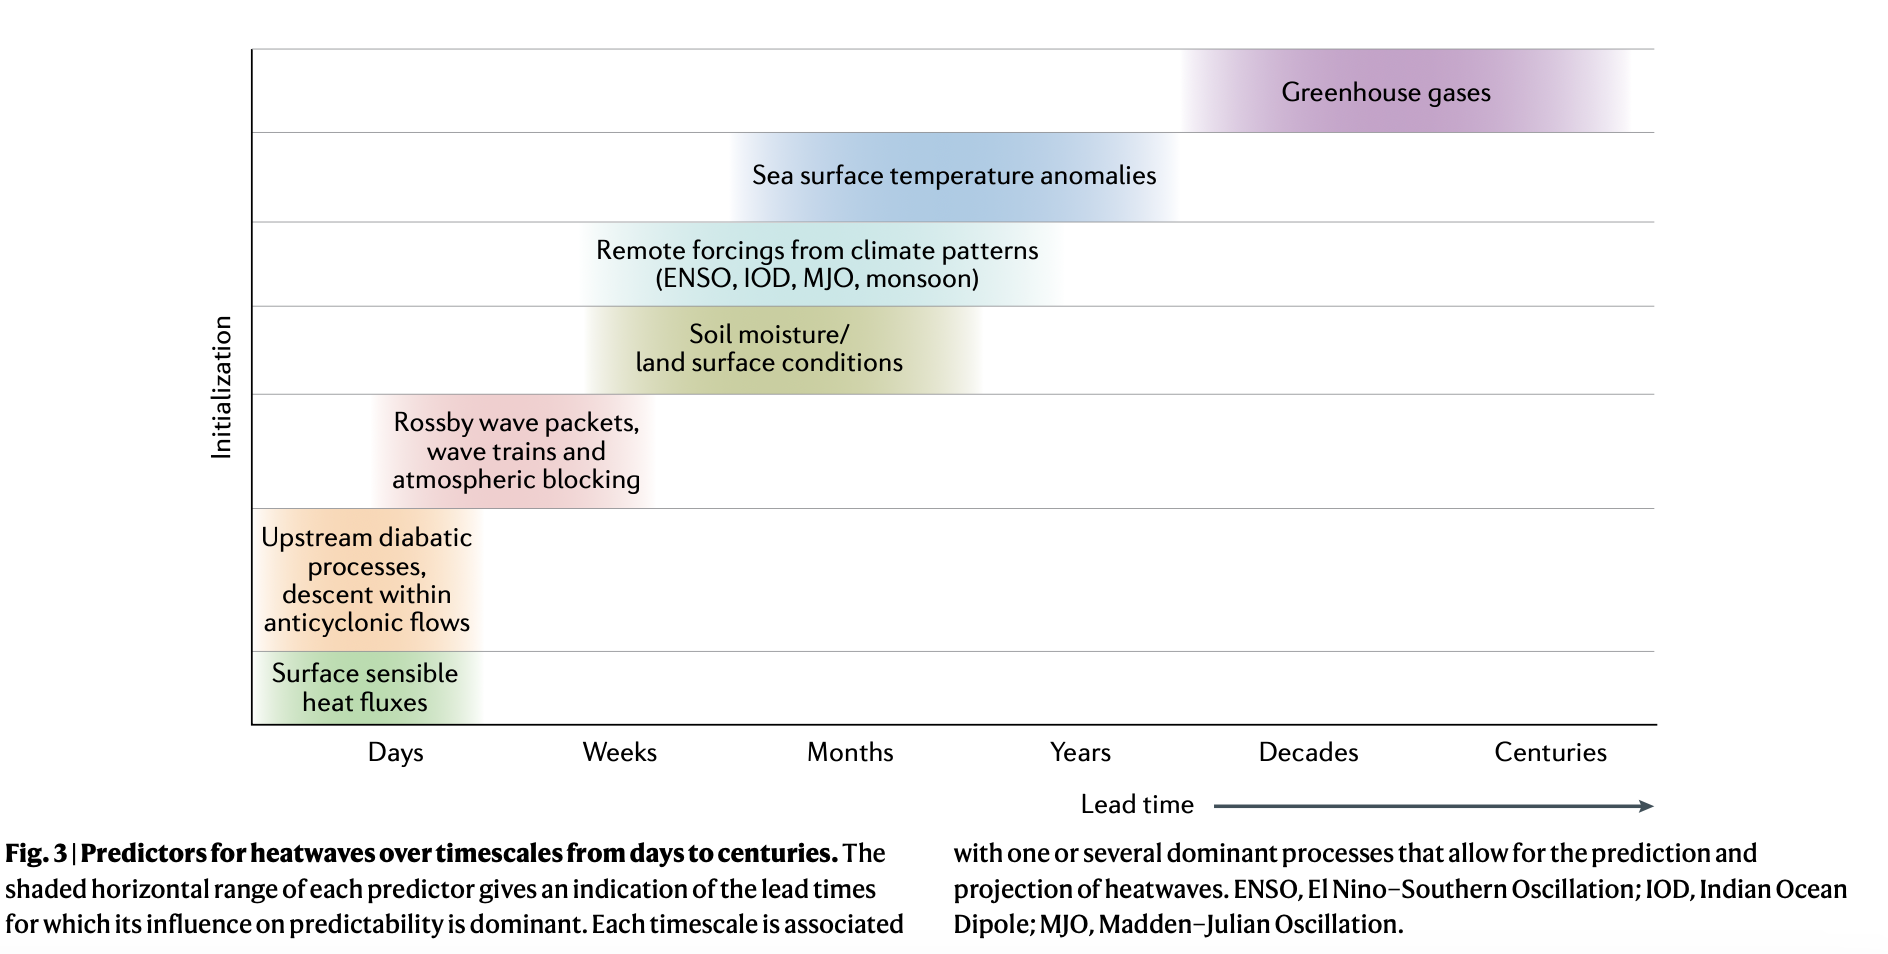 Greenhouse gases
Sea surface temperature anomalies
Remote forcings from climate patterns
(ENSO, IOD, MJO, monsoon)
Soil moisture/
land surface conditions
Initialization
Rossby wave packets,
wave trains and
atmospheric blocking
Upstream diabatic
processes,
descent within
anticyclonic flows
Surface sensible
heat fluxes
Days Weeks Months Years Decades Centuries
Lead time
Fig. 3 | Predictors for heatwaves over timescales from days to centuries. The
shaded horizontal range of each predictor gives an indication of the lead times
for which its influence on predictability is dominant. Each timescale is associated
with one or several dominant processes that allow for the prediction and
projection of heatwaves. ENSO, El Nino–Southern Oscillation; IOD, Indian Ocean
Dipole; MJO, Madden–Julian Oscillation.